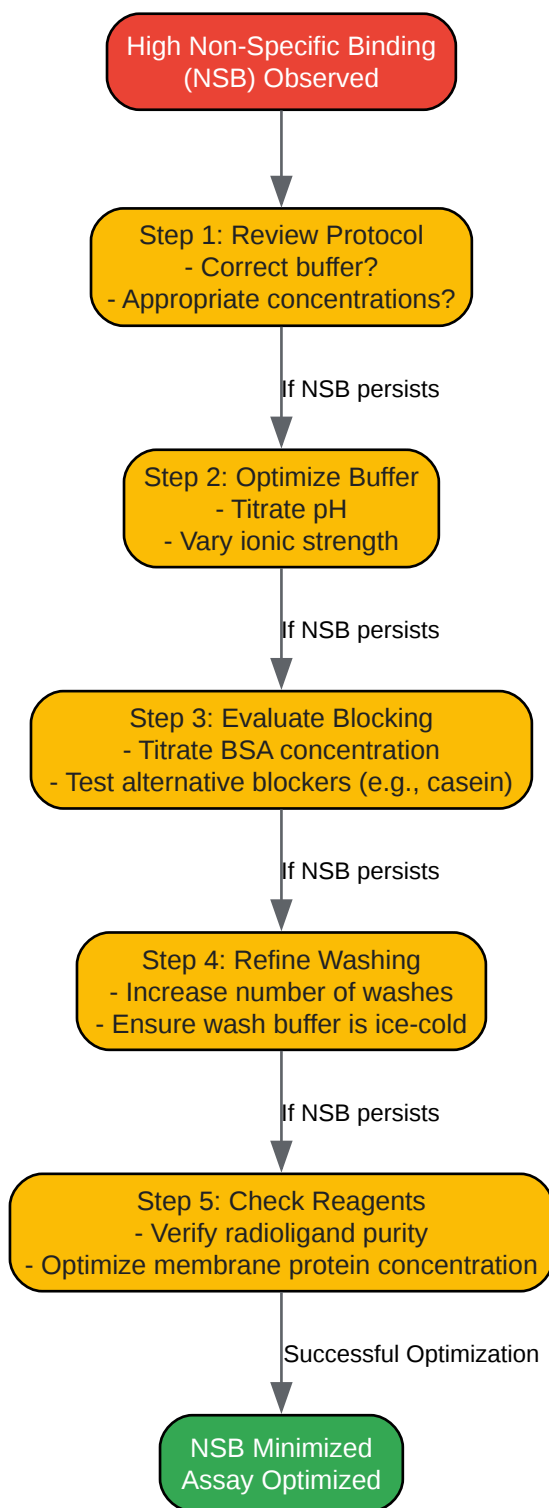 High Non-Specific Binding
(NSB) Observed
Step 1: Review Protocol
- Correct buffer?
- Appropriate concentrations?
If NSB persists
Step 2: Optimize Buffer
- Titrate pH
- Vary ionic strength
If NSB persists
Step 3: Evaluate Blocking
- Titrate BSA concentration
- Test alternative blockers (e.g., casein)
If NSB persists
Step 4: Refine Washing
- Increase number of washes
- Ensure wash buffer is ice-cold
If NSB persists
Step 5: Check Reagents
- Verify radioligand purity
- Optimize membrane protein concentration
Successful Optimization
NSB Minimized
Assay Optimized